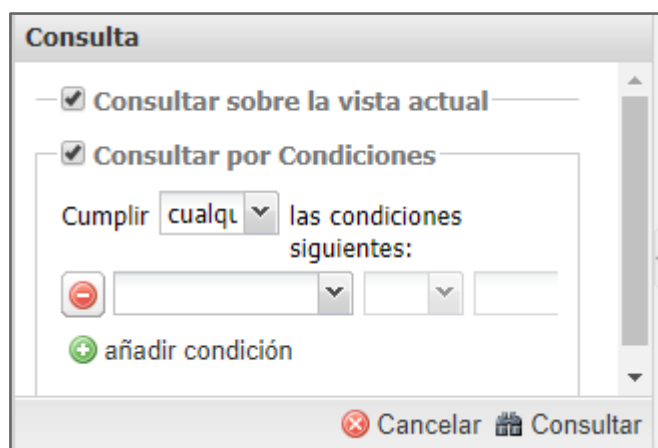 Consulta
Consultar sobre la vista actual
Consultar por Condiciones
Cumplir cualqu las condiciones
siguientes:
añadir condición
Cancelar Consultar